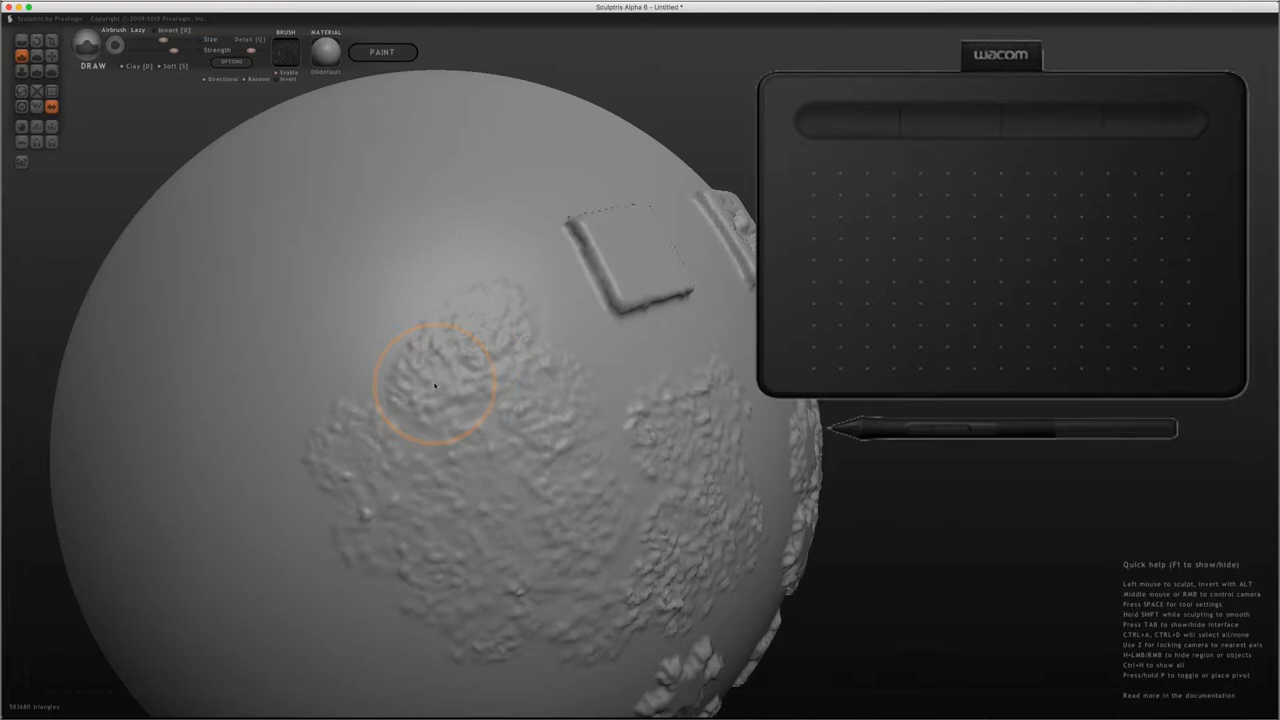 Sculptris Alpha 6 - Untitled *
Sculptris by Pixologic. Copyright (C) 2009-2015 Pixologic, Inc.
Airbrush Lazy Invert [X]
Size Detail [Q]
Strength
OPTIONS
DRAW
Clay [D] Soft [S]
Directional Random
BRUSH
Enable
Invert
MATERIAL
00default
PAINT
wacom
Quick help (F1 to show/hide)
Left mouse to sculpt, invert with ALT
Middle mouse or RMB to control camera
Press SPACE for tool settings
Hold SHIFT while sculpting to smooth
Press TAB to show/hide interface
CTRL+A, CTRL+D will select all/none
Use Z for locking camera to nearest axis
H+LMB/RMB to hide region or objects
Ctrl+H to show all
Press/hold P to toggle or place pivot
Read more in the documentation
583680 triangles